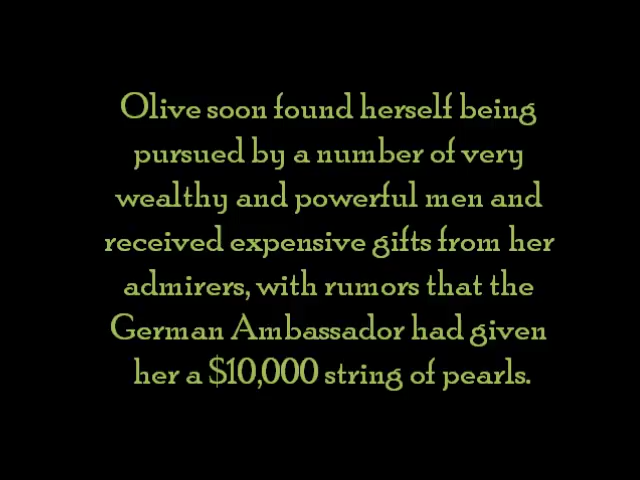 Olive soon found herself being
pursued by a number of very
wealthy and powerful men and
received expensive gifts from her
admirers, with rumors that the
German Ambassador had given
her a $10,000 string of pearls.